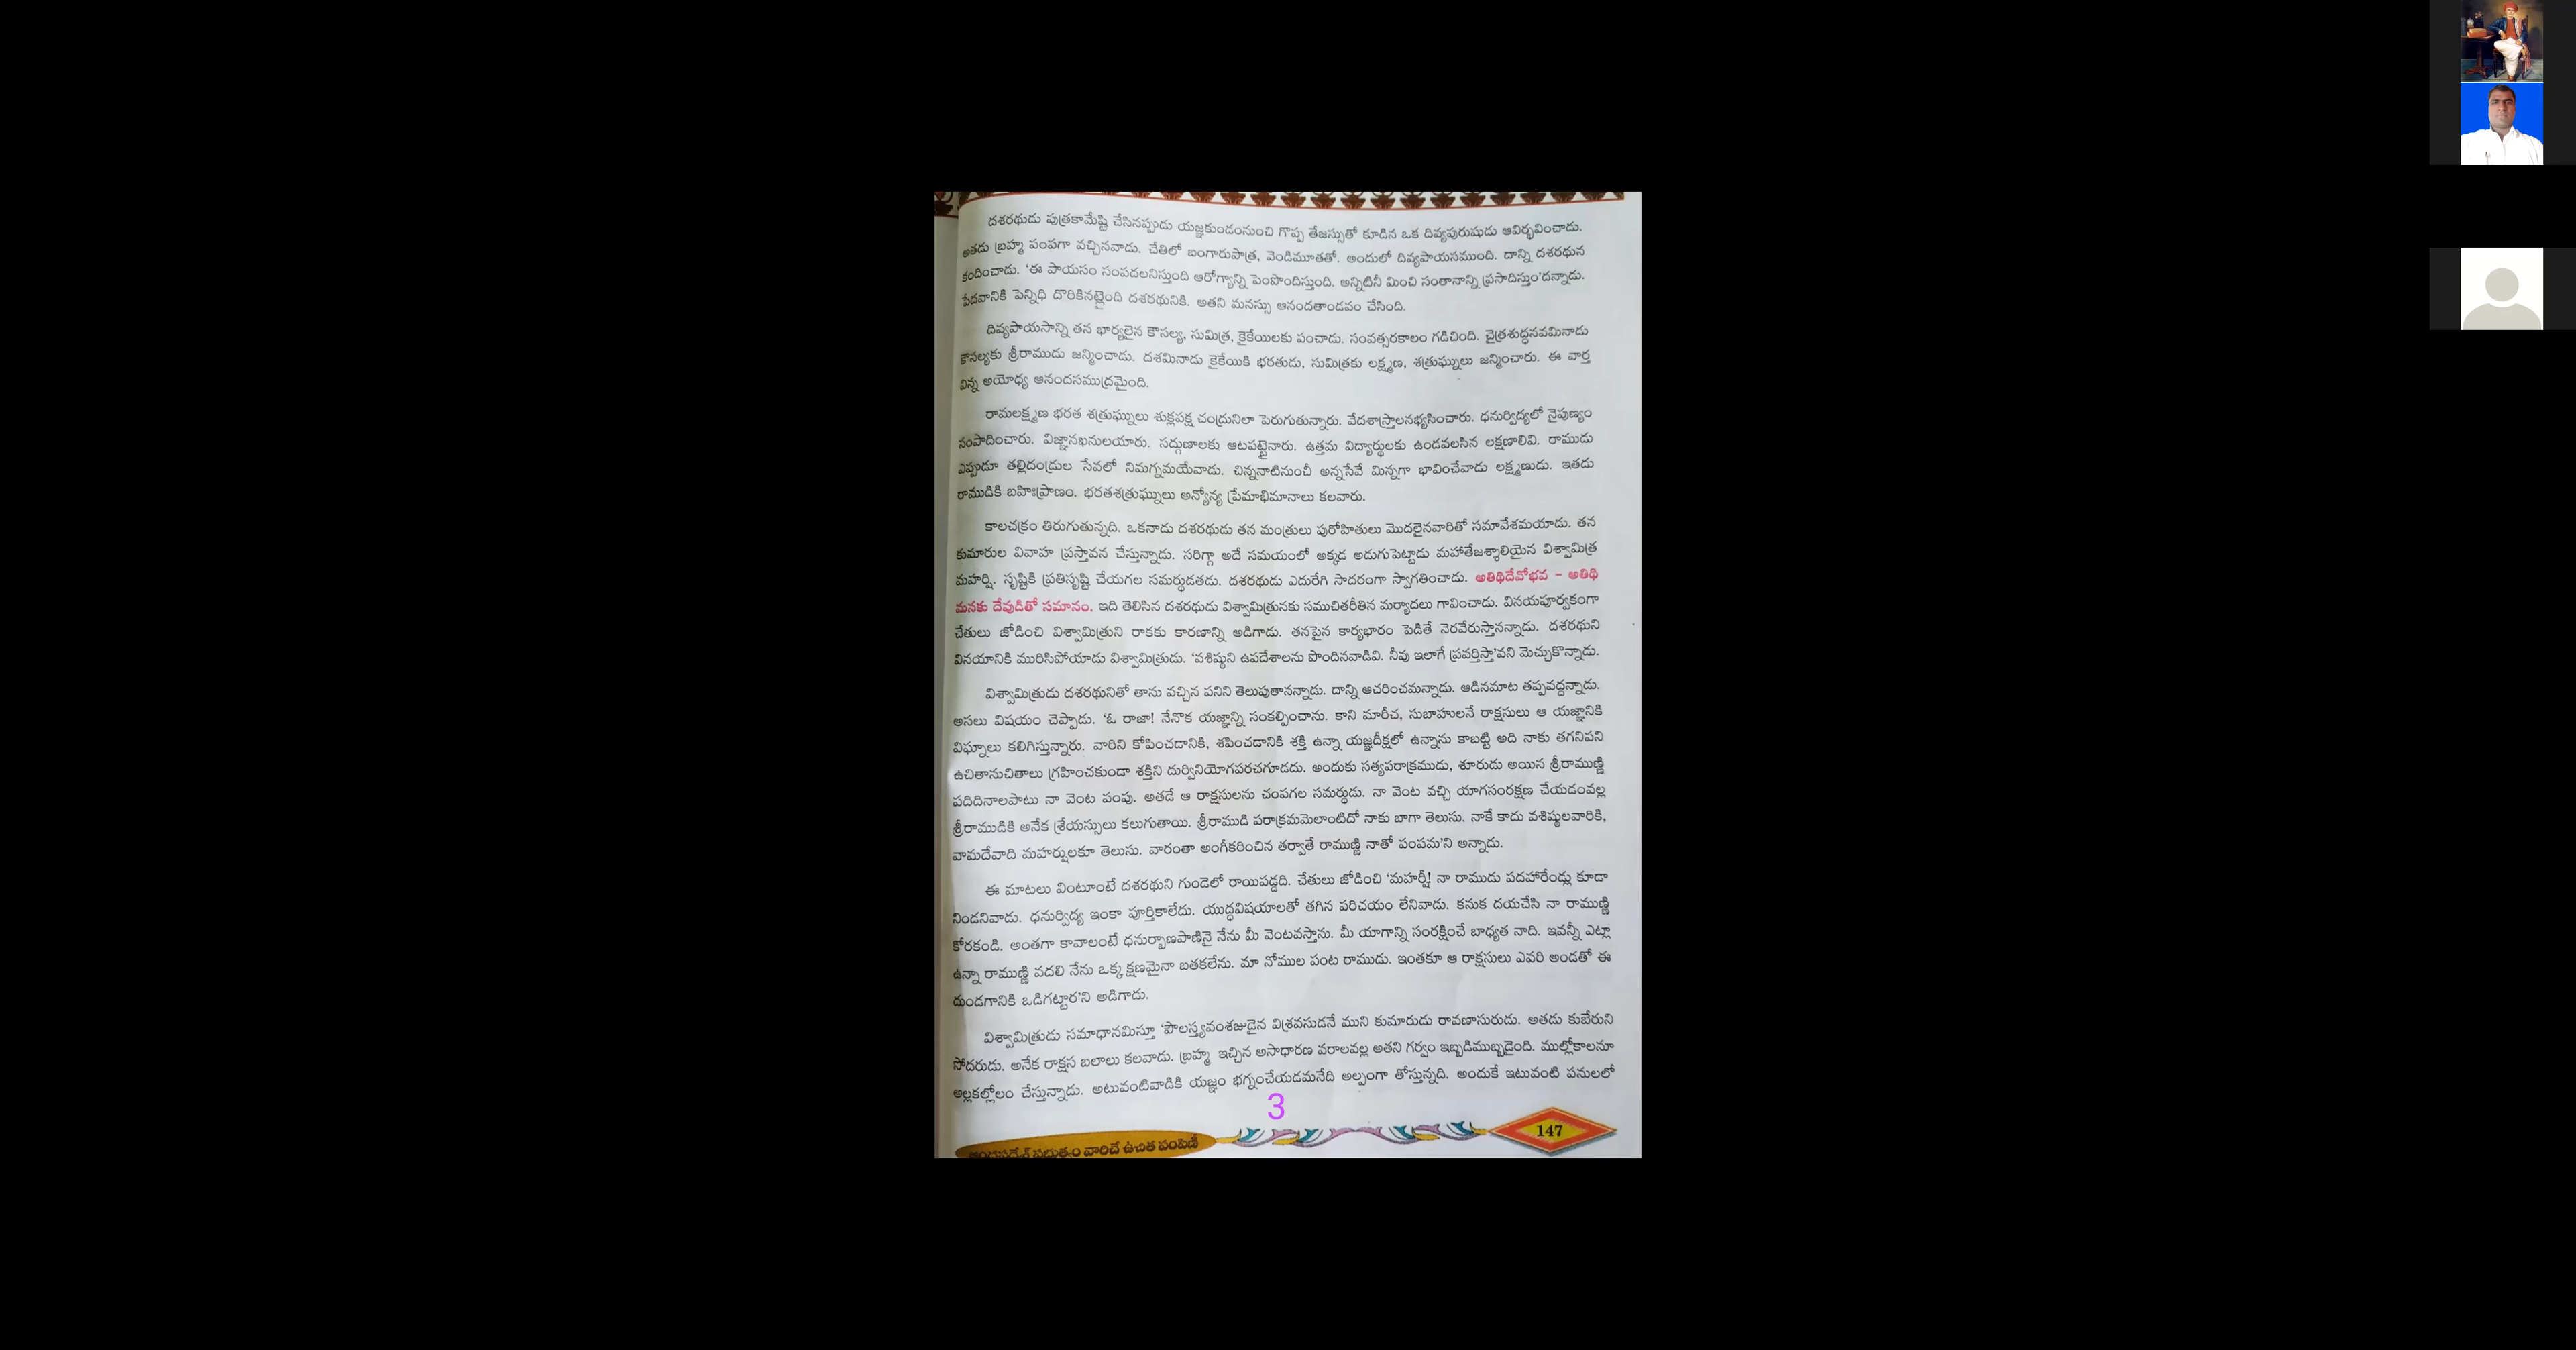 దశరథుడు పుత్రకామేష్టి చేసినప్పుడు యజ్ఞకుండంనుంచి గొప్ప తేజస్సుతో కూడిన ఒక దివ్యపురుషుడు ఆవిర్భవించాడు.
అతడు బ్రహ్మ పంపగా వచ్చినవాడు. చేతిలో బంగారుపాత్ర, వెండిమూతతో. అందులో దివ్యపాయసముంది. దాన్ని దశరథున
కందించాడు. ‘ఈ పాయసం సంపదలనిస్తుంది ఆరోగ్యాన్ని పెంపొందిస్తుంది. అన్నిటినీ మించి సంతానాన్ని ప్రసాదిస్తుం’దన్నాడు.
పేదవానికి పెన్నిధి దొరికినట్లైంది దశరథునికి. అతని మనస్సు ఆనందతాండవం చేసింది.
దివ్యపాయసాన్ని తన భార్యలైన కౌసల్య, సుమిత్ర, కైకేయిలకు పంచాడు. సంవత్సరకాలం గడిచింది. చైత్రశుద్ధనవమినాడు
కౌసల్యకు శ్రీరాముడు జన్మించాడు. దశమినాడు కైకేయికి భరతుడు, సుమిత్రకు లక్ష్మణ, శత్రుఘ్నులు జన్మించారు. ఈ వార్త
విన్న అయోధ్య ఆనందసముద్రమైంది.
రామలక్ష్మణ భరత శత్రుఘ్నులు శుక్లపక్ష చంద్రునిలా పెరుగుతున్నారు. వేదశాస్త్రాలనభ్యసించారు. ధనుర్విద్యలో నైపుణ్యం
సంపాదించారు. విజ్ఞానఖనులయారు. సద్గుణాలకు ఆటపట్టైనారు. ఉత్తమ విద్యార్థులకు ఉండవలసిన లక్షణాలివి. రాముడు
ఎప్పుడూ తల్లిదండ్రుల సేవలో నిమగ్నమయేవాడు. చిన్ననాటినుంచీ అన్నసేవే మిన్నగా భావించేవాడు లక్ష్మణుడు. ఇతడు
రాముడికి బహిఃప్రాణం. భరతశత్రుఘ్నులు అన్యోన్య ప్రేమాభిమానాలు కలవారు.
కాలచక్రం తిరుగుతున్నది. ఒకనాడు దశరథుడు తన మంత్రులు పురోహితులు మొదలైనవారితో సమావేశమయాడు. తన
కుమారుల వివాహ ప్రస్తావన చేస్తున్నాడు. సరిగ్గా అదే సమయంలో అక్కడ అదుగుపెట్టాడు మహాతేజశ్శాలియైన విశ్వామిత్ర
మహర్షి. సృష్టికి ప్రతిసృష్టి చేయగల సమర్థుడతడు. దశరథుడు ఎదురేగి సాదరంగా స్వాగతించాడు. అతిథిదేవోభవ - అతిథి
మనకు దేవుడితో సమానం. ఇది తెలిసిన దశరథుడు విశ్వామిత్రునకు సముచితరీతిన మర్యాదలు గావించాడు. వినయపూర్వకంగా
చేతులు జోడించి విశ్వామిత్రుని రాకకు కారణాన్ని అడిగాడు. తనపైన కార్యభారం పెడితే నెరవేరుస్తానన్నాడు. దశరథుని
వినయానికి మురిసిపోయాడు విశ్వామిత్రుడు. ‘వశిష్ఠుని ఉపదేశాలను పొందినవాడివి. నీవు ఇలాగే ప్రవర్తిస్తా’వని మెచ్చుకొన్నాడు.
విశ్వామిత్రుడు దశరథునితో తాను వచ్చిన పనిని తెలుపుతానన్నాడు. దాన్ని ఆచరించమన్నాడు. ఆడినమాట తప్పవద్దన్నాడు.
అసలు విషయం చెప్పాడు. ‘ఓ రాజా! నేనొక యజ్ఞాన్ని సంకల్పించాను. కాని మారీచ, సుబాహులనే రాక్షసులు ఆ యజ్ఞానికి
విఘ్నాలు కలిగిస్తున్నారు. వారిని కోపించడానికి, శపించడానికి శక్తి ఉన్నా యజ్ఞదీక్షలో ఉన్నాను కాబట్టి అది నాకు తగనిపని
ఉచితానుచితాలు గ్రహించకుండా శక్తిని దుర్వినియోగపరచగూడదు. అందుకు సత్యపరాక్రముడు, శూరుడు అయిన శ్రీరాముణ్ణి
పదిదినాలపాటు నా వెంట పంపు. అతడే ఆ రాక్షసులను చంపగల సమర్థుడు. నా వెంట వచ్చి యాగసంరక్షణ చేయడంవల్ల
శ్రీరాముడికి అనేక శ్రేయస్సులు కలుగుతాయి. శ్రీరాముడి పరాక్రమమెలాంటిదో నాకు బాగా తెలుసు. నాకే కాదు వశిష్ఠులవారికి,
వామదేవాది మహర్షులకూ తెలుసు. వారంతా అంగీకరించిన తర్వాతే రాముణ్ణి నాతో పంపమ’ని అన్నాడు.
ఈ మాటలు వింటూంటే దశరథుని గుండెలో రాయిపడ్డది. చేతులు జోడించి ‘మహర్షీ! నా రాముడు పదహారేండ్లు కూడా
నిండనివాడు. ధనుర్విద్య ఇంకా పూర్తికాలేదు. యుద్ధవిషయాలతో తగిన పరిచయం లేనివాడు. కనుక దయచేసి నా రాముణ్ణి
కోరకండి. అంతగా కావాలంటే ధనుర్బాణపాణినై నేను మీ వెంటవస్తాను. మీ యాగాన్ని సంరక్షించే బాధ్యత నాది. ఇవన్నీ ఎట్లా
ఉన్నా రాముణ్ణి వదలి నేను ఒక్క క్షణమైనా బతకలేను. మా నోముల పంట రాముడు. ఇంతకూ ఆ రాక్షసులు ఎవరి అండతో ఈ
దుండగానికి ఒడిగట్టార’ని అడిగాడు.
విశ్వామిత్రుడు సమాధానమిస్తూ ‘పౌలస్త్యవంశజుడైన విశ్రవసుడనే ముని కుమారుడు రావణాసురుడు. అతడు కుబేరుని
సోదరుడు. అనేక రాక్షస బలాలు కలవాడు. బ్రహ్మ ఇచ్చిన అసాధారణ వరాలవల్ల అతని గర్వం ఇబ్బడిముబ్బడైంది. ముల్లోకాలనూ
అల్లకల్లోలం చేస్తున్నాడు. అటువంటివాడికి యజ్ఞం భగ్నంచేయడమనేది అల్పంగా తోస్తున్నది. అందుకే ఇటువంటి పనులలో
3
ఆంధ్రప్రదేశ్ ప్రభుత్వం వారిచే ఉచిత పంపిణీ
147